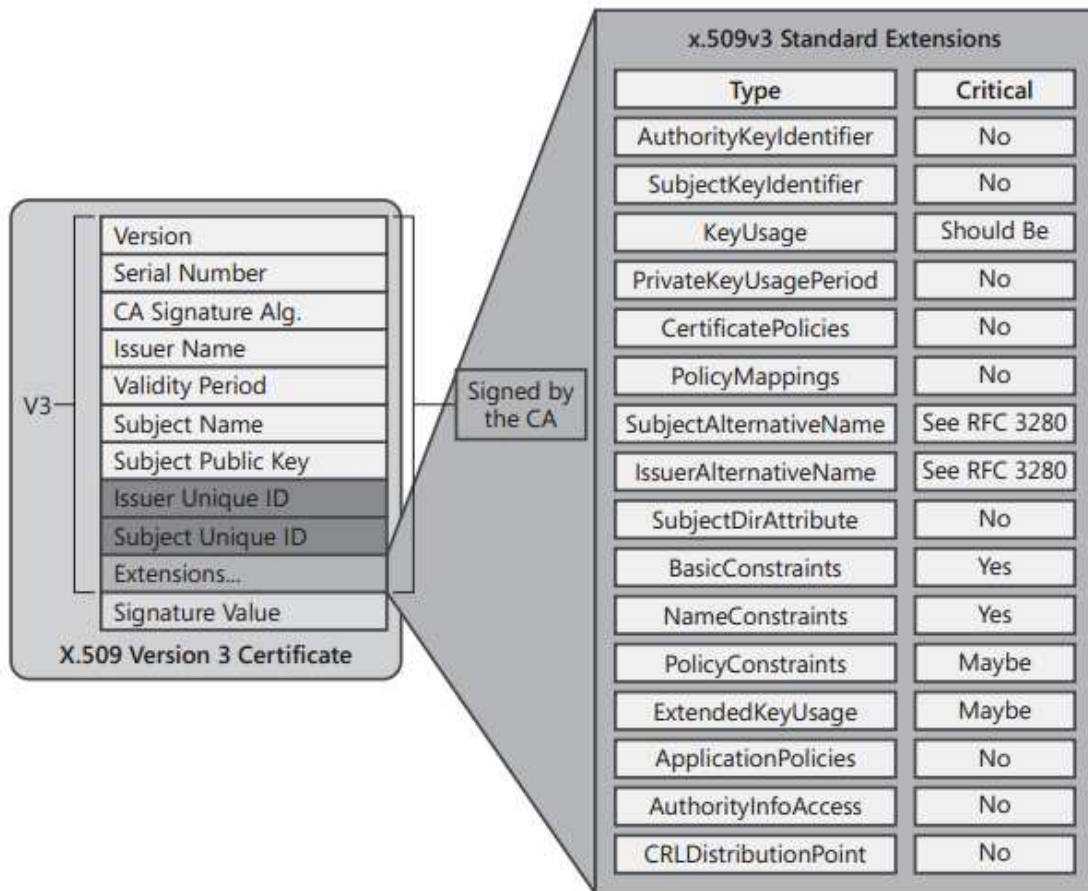 x.509v3 Standard Extensions
Type Critical
AuthorityKeyIdentifier No
SubjectKeyIdentifier No
KeyUsage Should Be
PrivateKeyUsagePeriod No
CertificatePolicies No
PolicyMappings No
SubjectAlternativeName See RFC 3280
IssuerAlternativeName See RFC 3280
SubjectDirAttribute No
BasicConstraints Yes
NameConstraints Yes
PolicyConstraints Maybe
ExtendedKeyUsage Maybe
ApplicationPolicies No
AuthorityInfoAccess No
CRLDistributionPoint No
V3
Version
Serial Number
CA Signature Alg.
Issuer Name
Validity Period
Subject Name
Subject Public Key
Issuer Unique ID
Subject Unique ID
Extensions...
Signature Value
X.509 Version 3 Certificate
Signed by
the CA